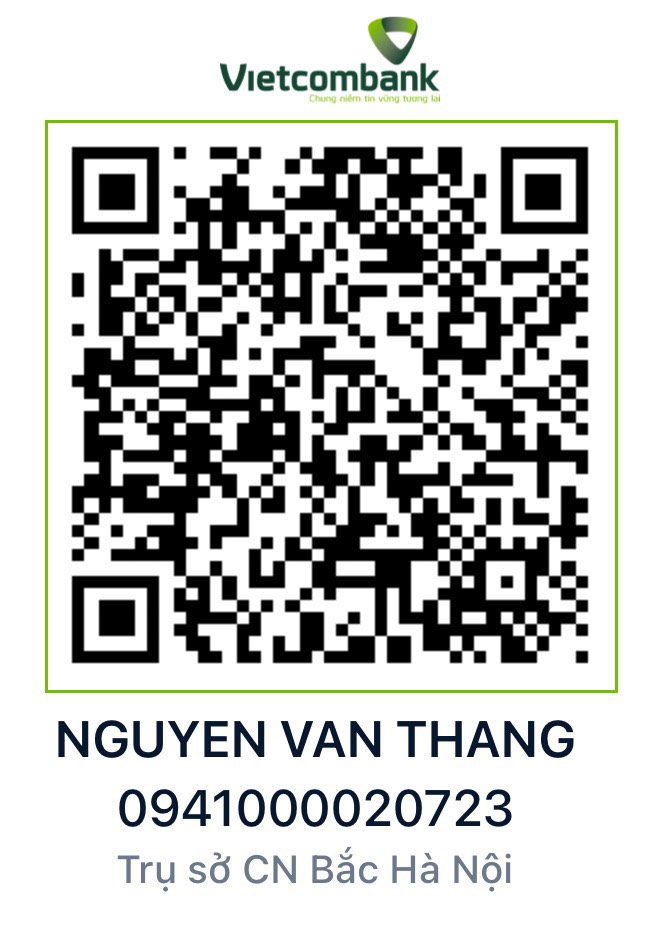 Vietcombank
Chung niềm tin vững tương lai
NGUYEN VAN THANG
0941000020723
Trụ sở CN Bắc Hà Nội